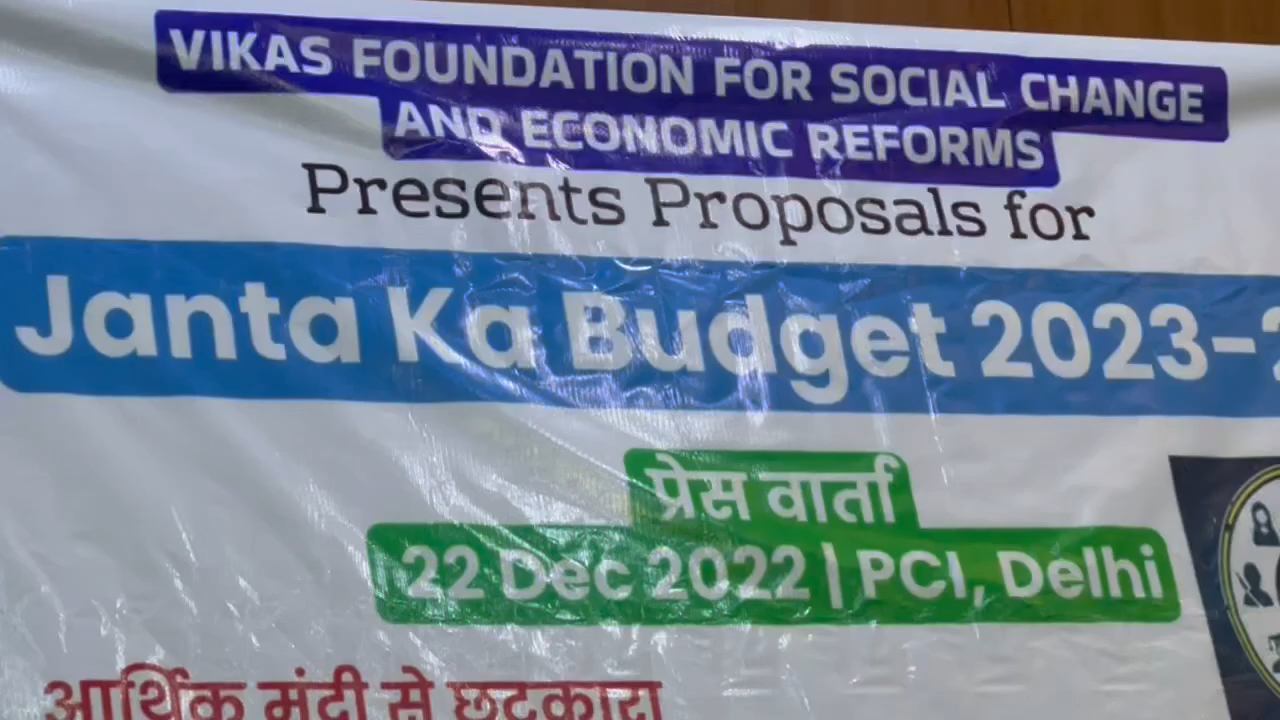 VIKAS FOUNDATION FOR SOCIAL CHANGE
AND ECONOMIC REFORMS
Presents Proposals for
Janta Ka Budget 2023-2
प्रेस वार्ता
22 Dec 2022 | PCI, Delhi
आर्थिक मंदी से छुटकारा